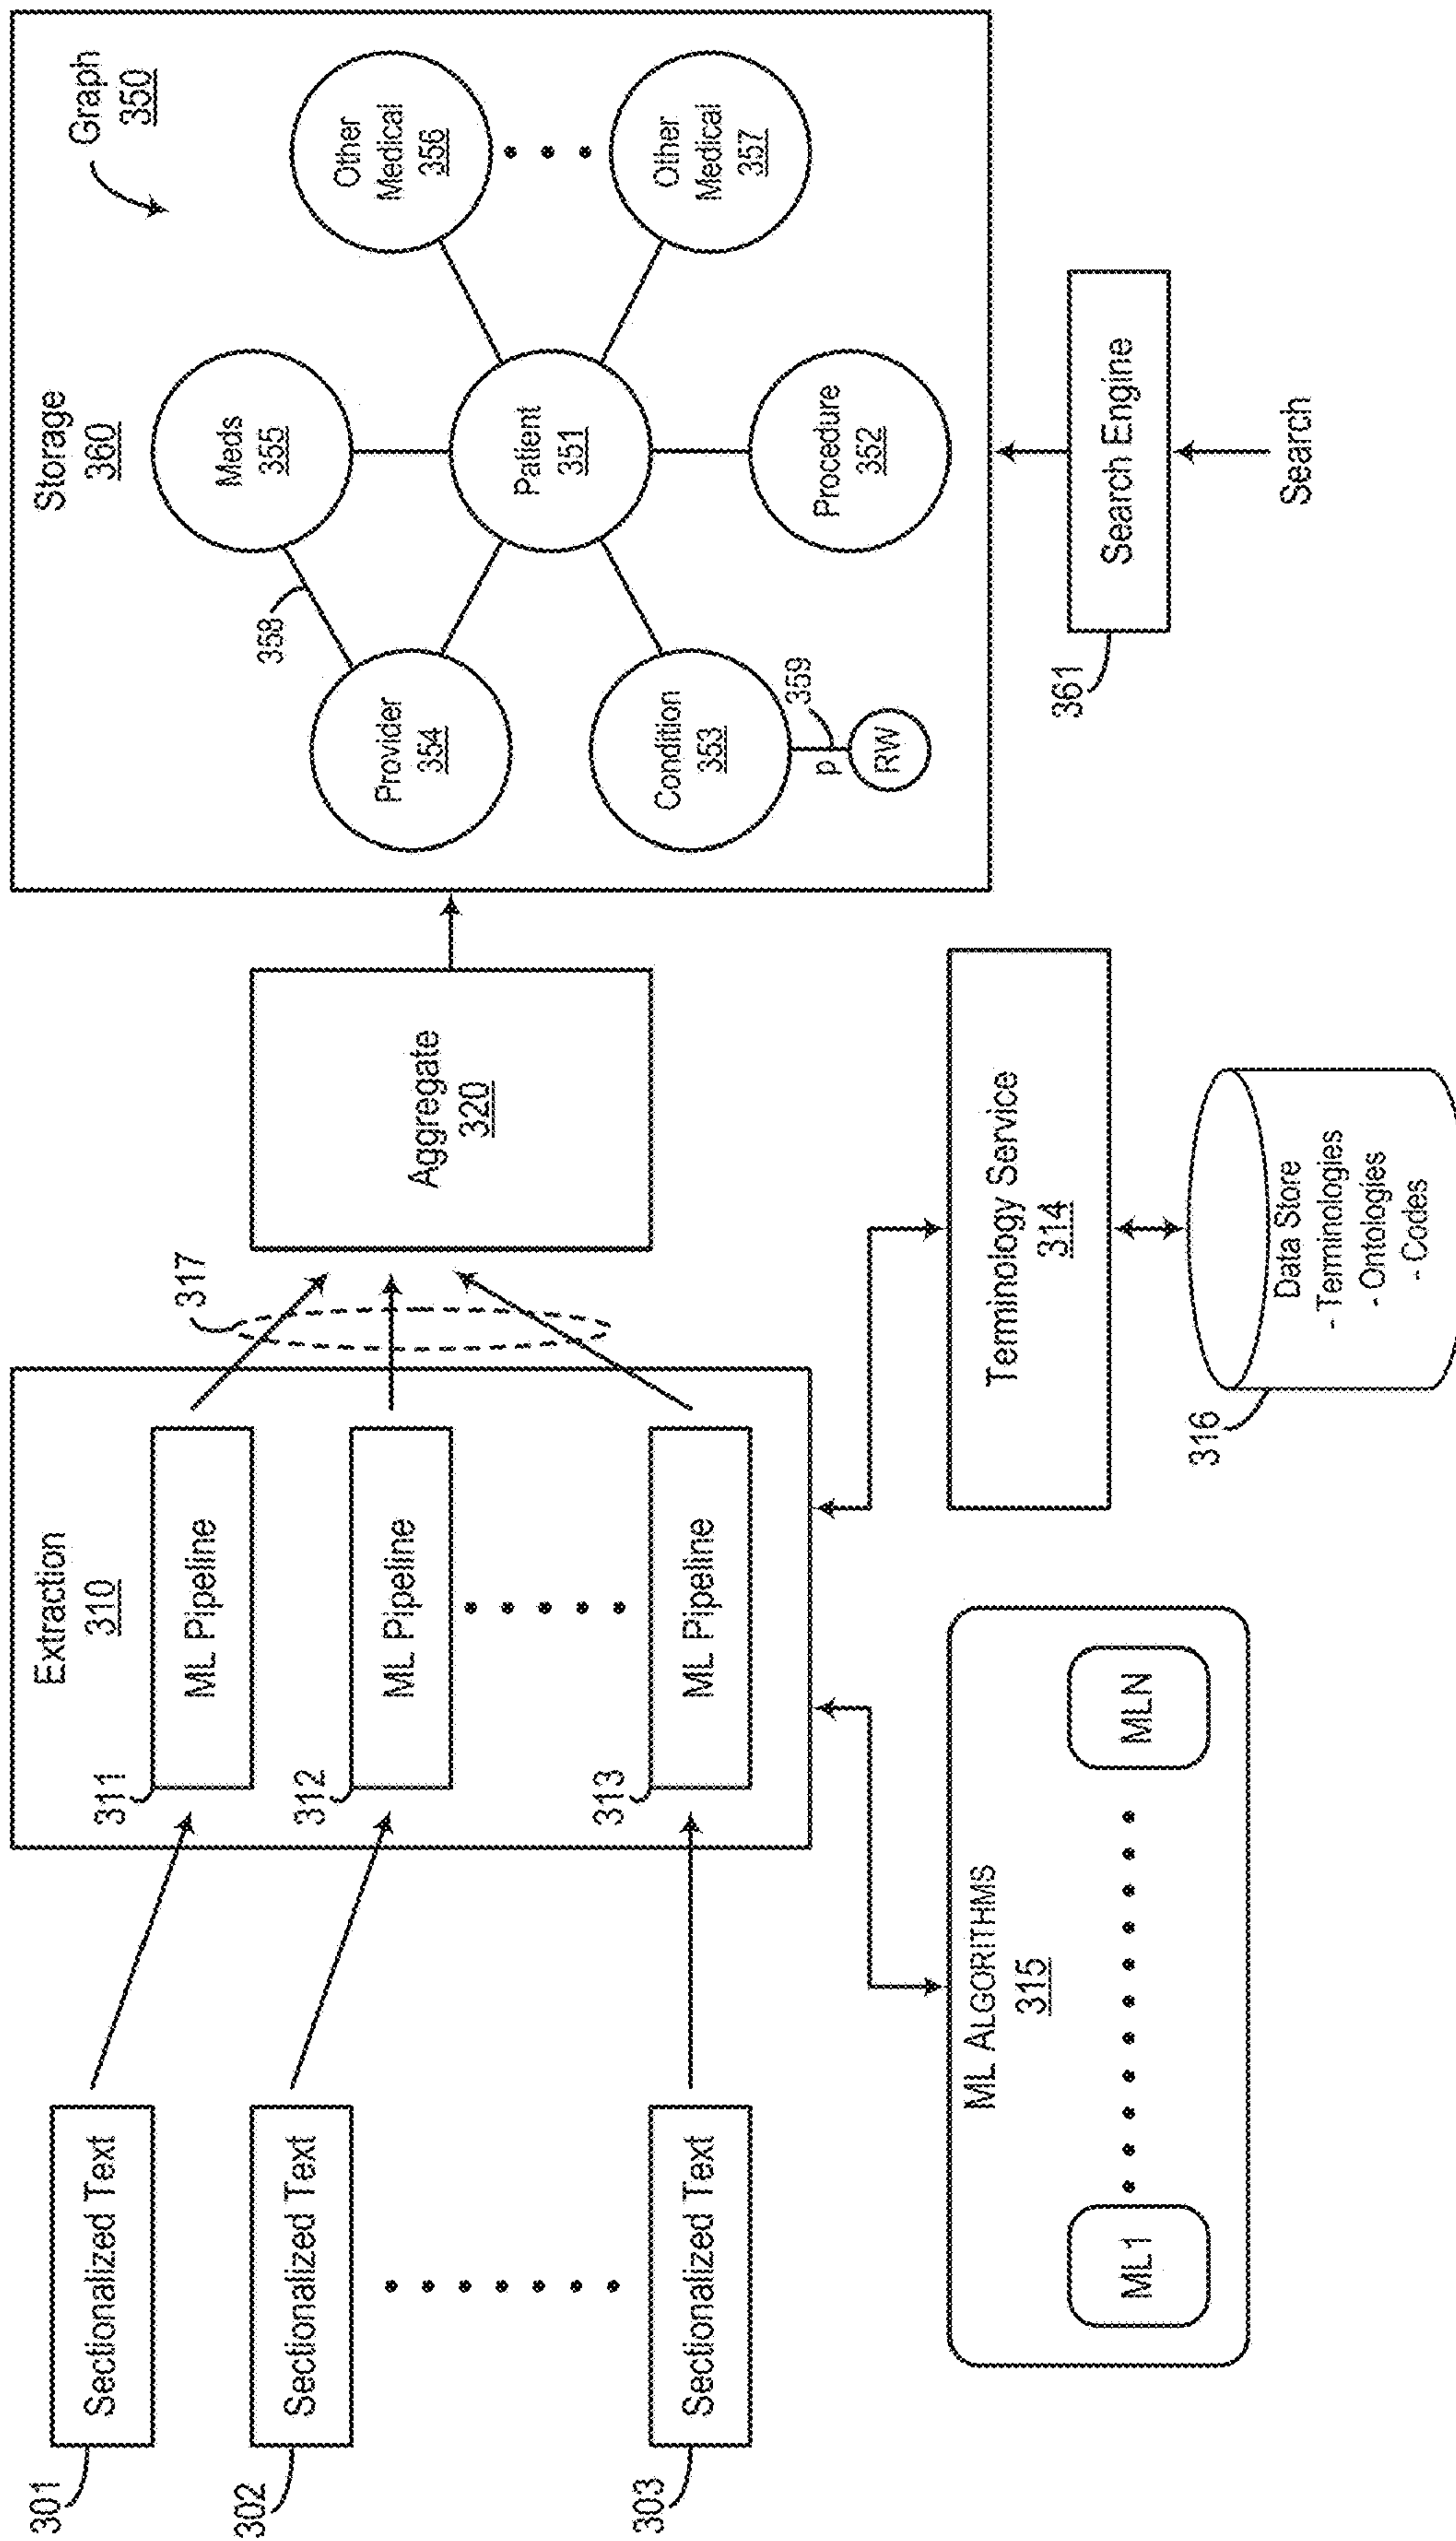 301
Sectionalized Text
302
Sectionalized Text
303
Sectionalized Text
Extraction
310
311
ML Pipeline
312
ML Pipeline
313
ML Pipeline
317
Aggregate
320
ML ALGORITHMS
315
ML1
MLN
Terminology Service
314
316
Data Store
- Terminologies
- Ontologies
- Codes
Storage
360
Graph
350
Provider
354
358
Meds
355
Other
Medical
356
Patient
351
Condition
353
p
359
RW
Procedure
352
Other
Medical
357
361
Search Engine
Search